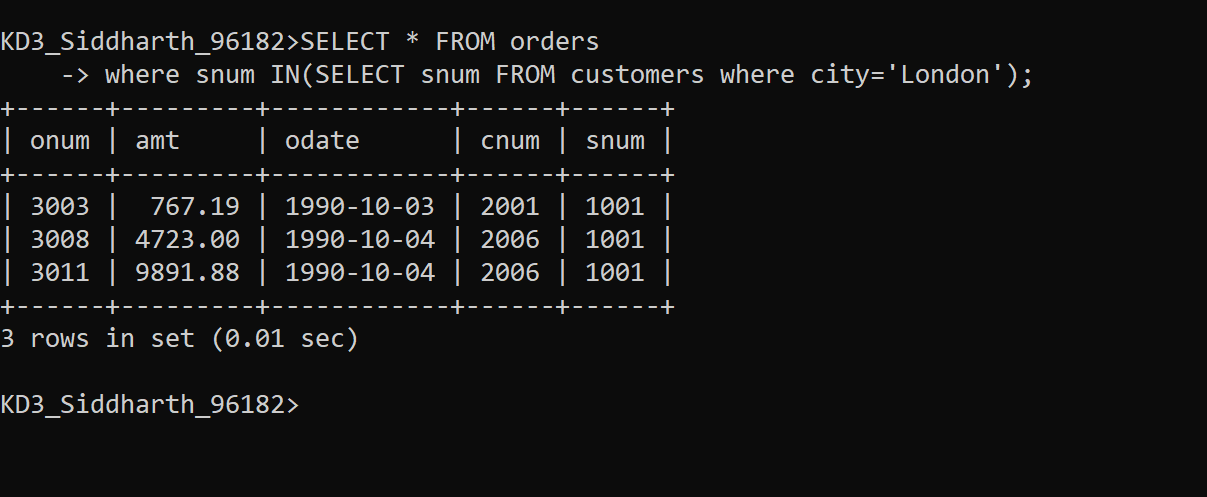 KD3_Siddharth_96182>SELECT * FROM orders
    -> where snum IN(SELECT snum FROM customers where city='London');
+------+---------+------------+------+------+
| onum | amt     | odate      | cnum | snum |
+------+---------+------------+------+------+
| 3003 |  767.19 | 1990-10-03 | 2001 | 1001 |
| 3008 | 4723.00 | 1990-10-04 | 2006 | 1001 |
| 3011 | 9891.88 | 1990-10-04 | 2006 | 1001 |
+------+---------+------------+------+------+
3 rows in set (0.01 sec)

KD3_Siddharth_96182>